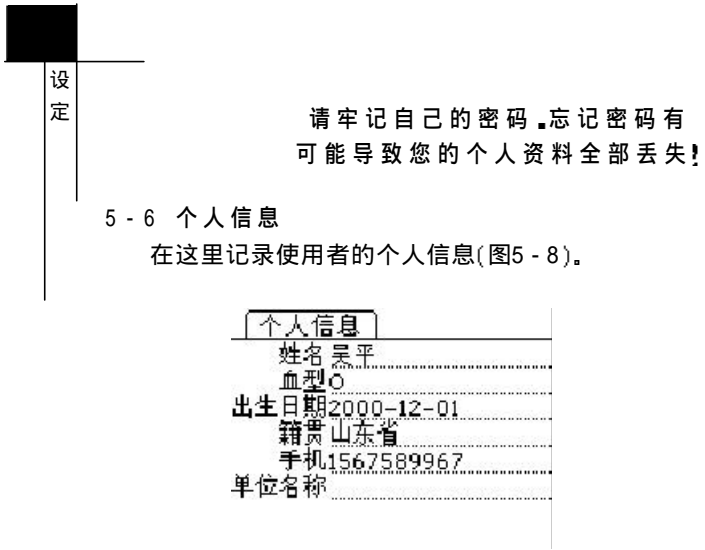 设
定
请牢记自己的密码。忘记密码有
可能导致您的个人资料全部丢失!
5-6 个人信息
在这里记录使用者的个人信息(图5-8)。
个人信息
姓名 吴平
血型 O
出生日期 2000-12-01
籍贯 山东省
手机 1567589967
单位名称